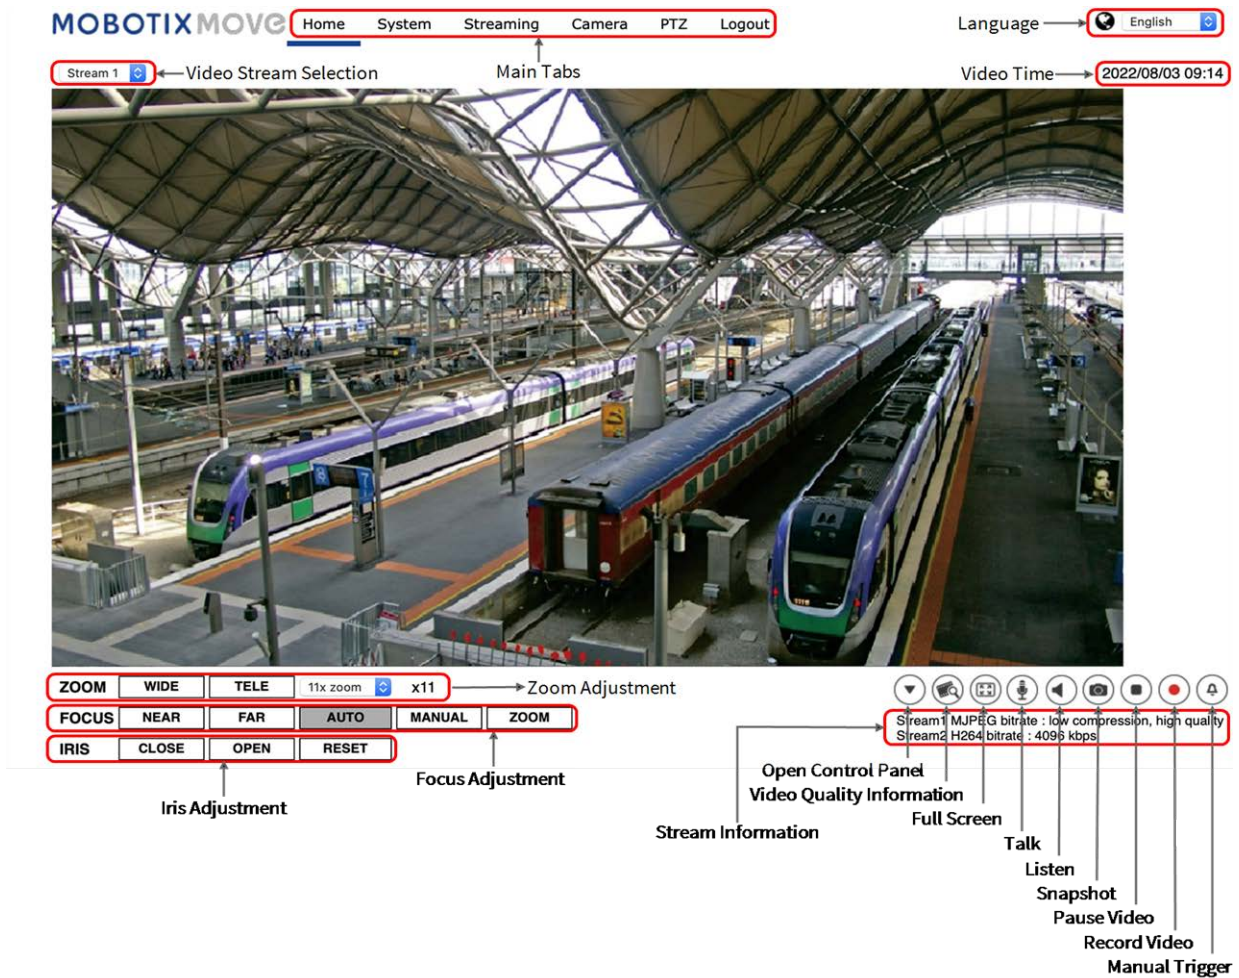 MOBOTIX MOVE Home System Streaming Camera PTZ Logout Language English
Stream 1 Video Stream Selection Main Tabs Video Time 2022/08/03 09:14
7
ZOOM WIDE TELE 11x zoom x11 Zoom Adjustment
FOCUS NEAR FAR AUTO MANUAL ZOOM
IRIS CLOSE OPEN RESET
Stream1 MJPEG bitrate : low compression, high quality
Stream2 H264 bitrate : 4096 kbps
Open Control Panel
Focus Adjustment
Video Quality Information
Iris Adjustment
Full Screen
Stream Information
Talk
Listen
Snapshot
Pause Video
Record Video
Manual Trigger